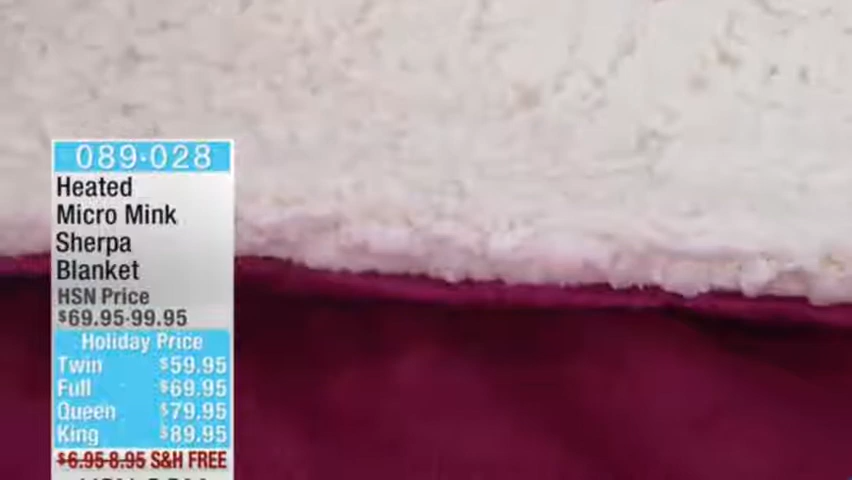 089·028
Heated
Micro Mink
Sherpa
Blanket
HSN Price
$69.95-99.95
Holiday Price
Twin $59.95
Full $69.95
Queen $79.95
King $89.95
$6.95-8.95 S&H FREE